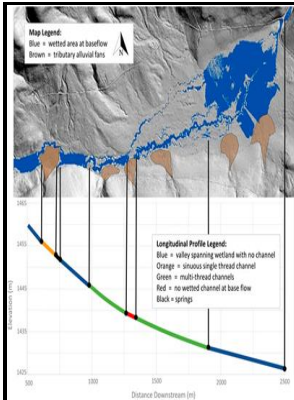 Map Legend:
Blue = wetted area at baseflow
Brown = tributary alluvial fans
N
1465
1455
1445
1435
1425
Elevation (m)
Longitudinal Profile Legend:
Blue = valley spanning wetland with no channel
Orange = sinuous single thread channel
Green = multi-thread channels
Red = no wetted channel at base flow
Black = springs
500
1000
1500
2000
2500
Distance Downstream (m)